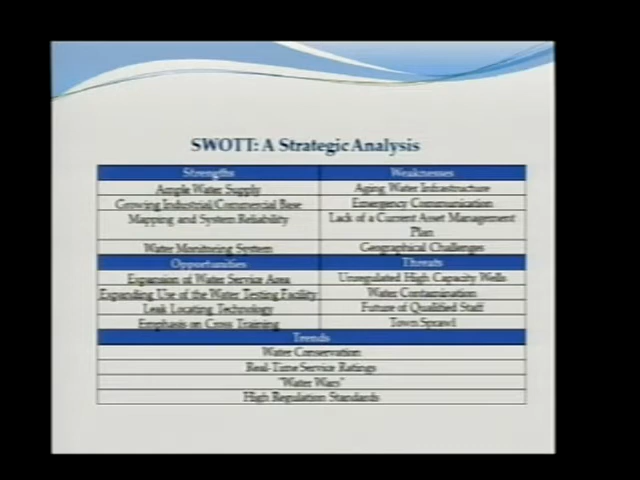 SWOTT: A Strategic Analysis
Strengths
Weaknesses
Ample Water Supply
Aging Water Infrastructure
Growing Industrial/Commercial Base
Emergency Communication
Mapping and System Reliability
Lack of a Current Asset Management
Plan
Water Monitoring System
Geographical Challenges
Opportunities
Threats
Expansion of Water Service Area
Unregulated High Capacity Wells
Expanding Use of the Water Testing Facility
Water Contamination
Leak Locating Technology
Future of Qualified Staff
Emphasis on Cross Training
Town Sprawl
Trends
Water Conservation
Real-Time Service Ratings
"Water Wars"
High Regulation Standards